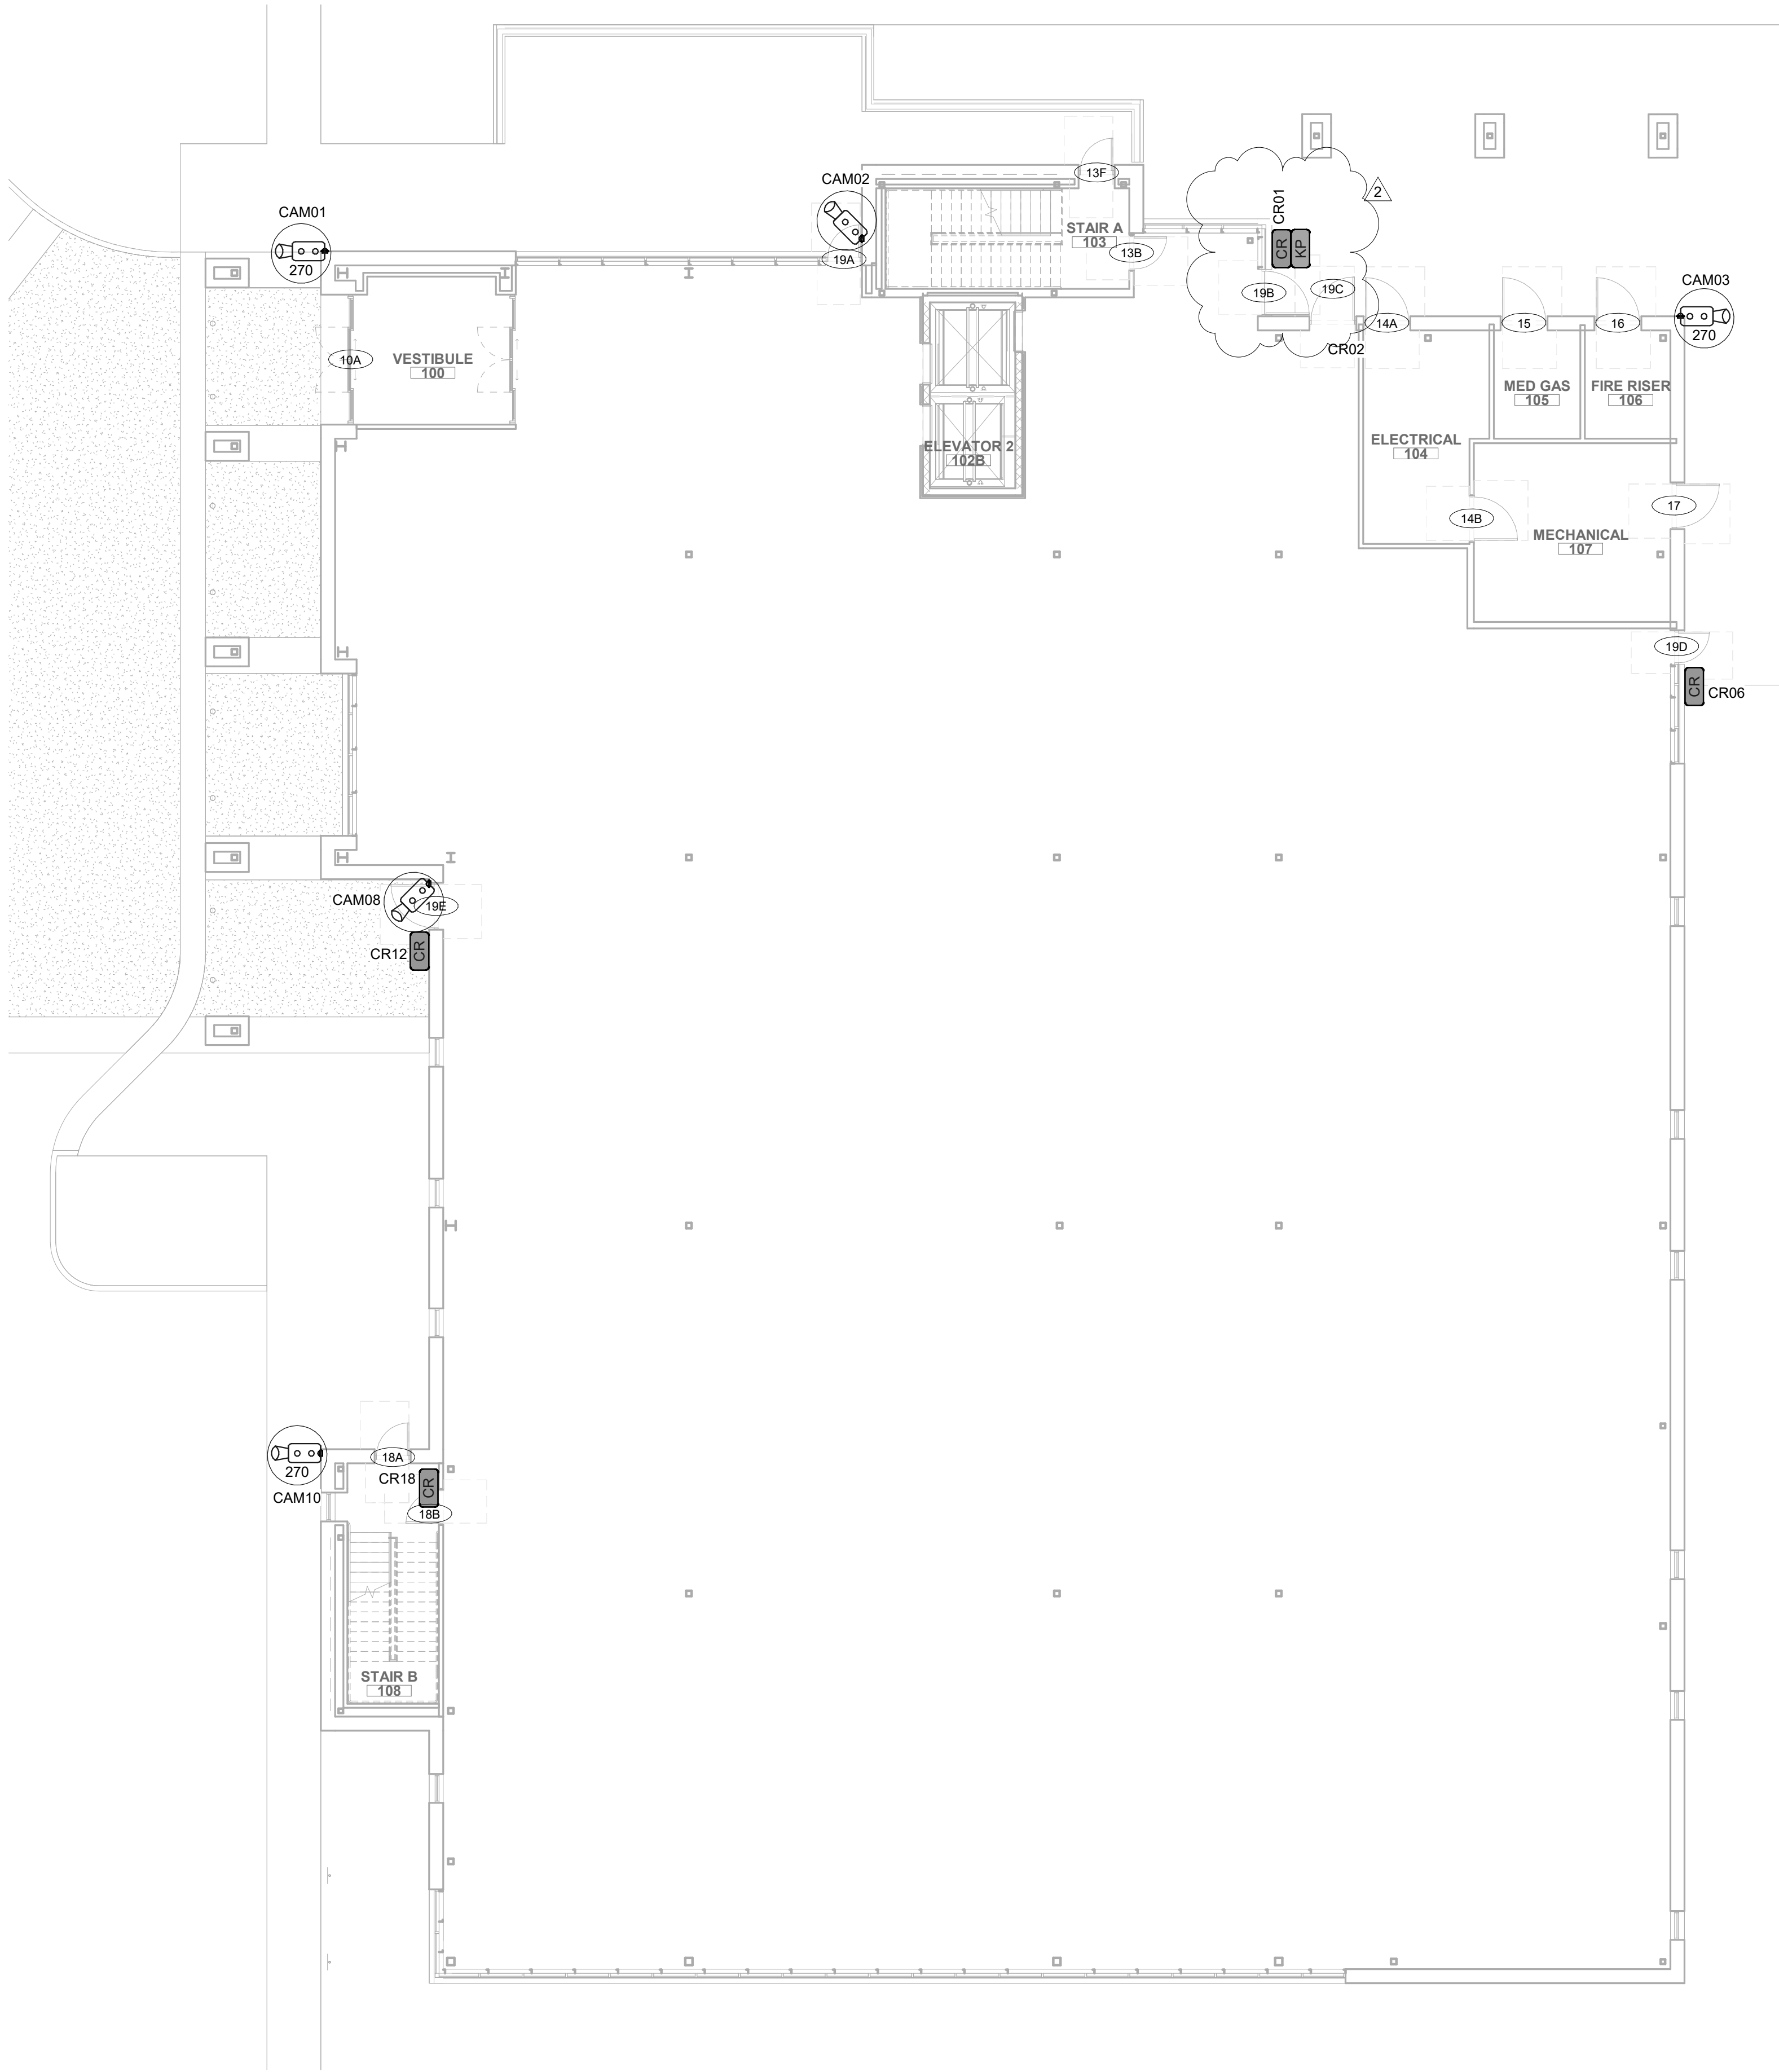 CAM02
13F
2
CAM01
CR01
STAIR A
103
CR
KP
270
19A
13B
CAM03
19B
19C
14A
15
16
270
CR02
10A
VESTIBULE
100
MED GAS
105
FIRE RISER
106
ELEVATOR 2
102B
ELECTRICAL
104
17
14B
MECHANICAL
107
19D
CR
CR06
CAM08
19E
CR12
CR
18A
270
CR18
CR
CAM10
18B
STAIR B
108